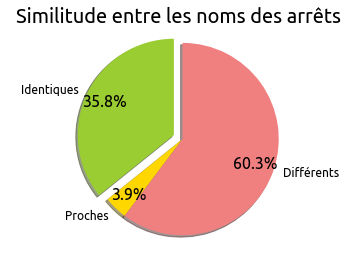 Similitude entre les noms des arrêts
Identiques
35.8%
60.3%
Différents
3.9%
Proches